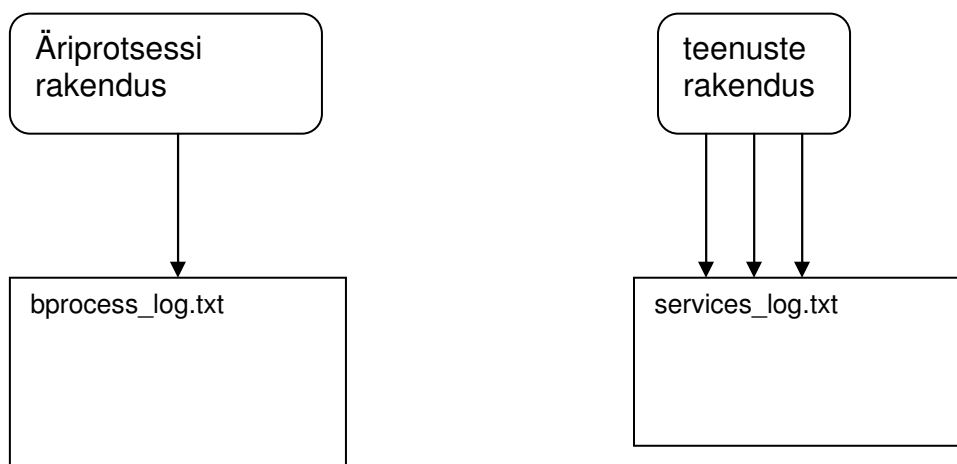 Äriprotsessi
rakendus
teenuste
rakendus
bprocess_log.txt
services_log.txt